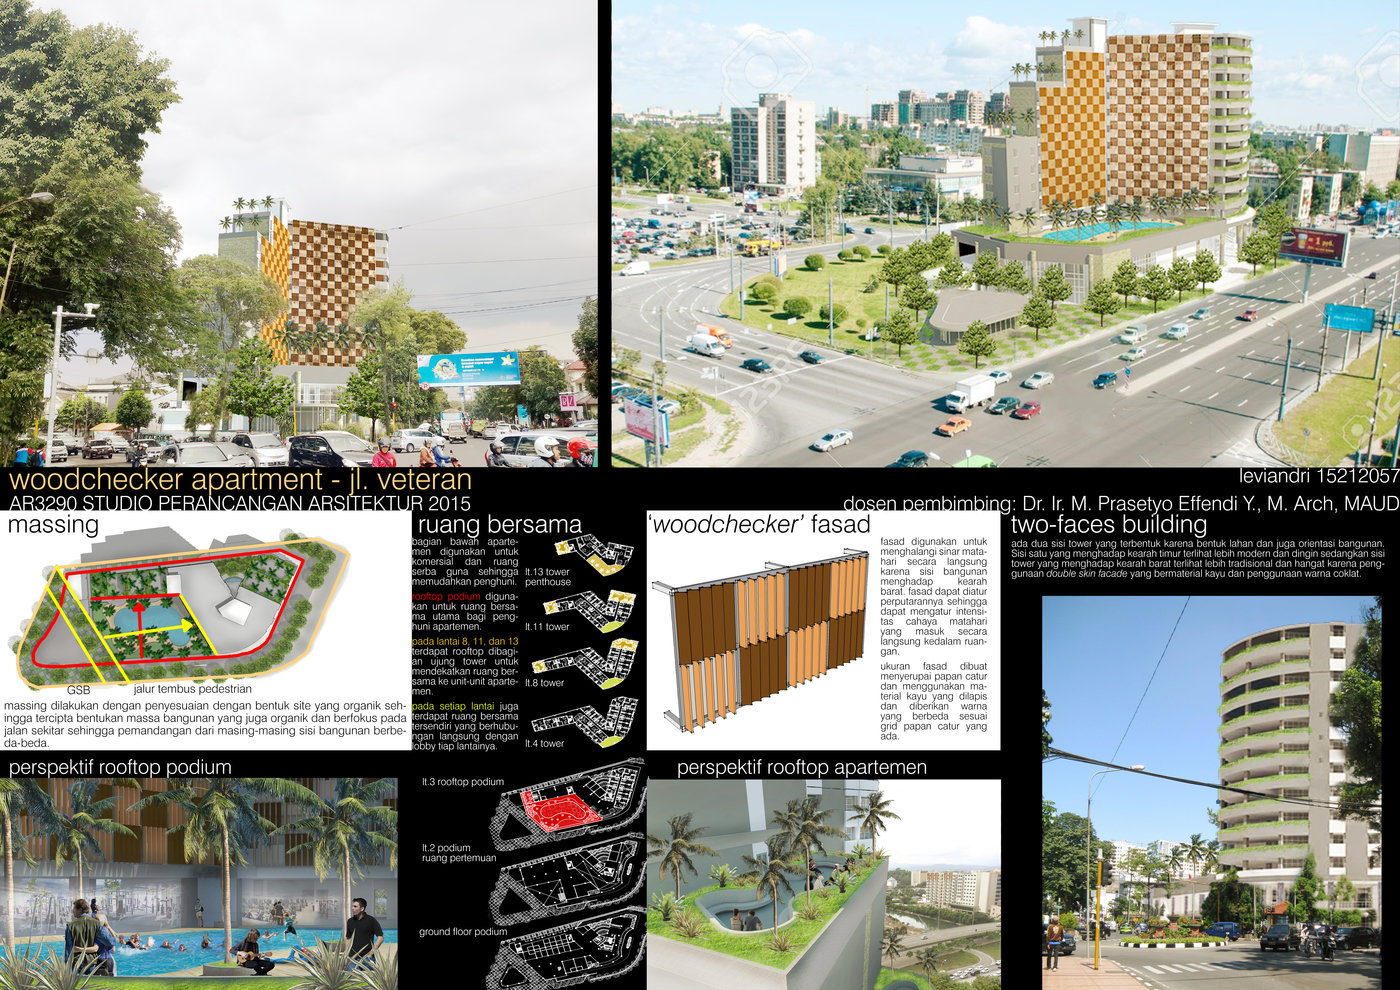 woodchecker apartment - jl. veteran
AR3290 STUDIO PERANCANGAN ARSITEKTUR 2015
leviandri 15212057
dosen pembimbing: Dr. Ir. M. Prasetyo Effendi Y., M. Arch, MAUD
massing
GSB
jalur tembus pedestrian
massing dilakukan dengan penyesuaian dengan bentuk site yang organik seh-
ingga tercipta bentukan massa bangunan yang juga organik dan berfokus pada
jalan sekitar sehingga pemandangan dari masing-masing sisi bangunan berbe-
da-beda.
ruang bersama
bagian bawah aparte-
men digunakan untuk
komersial dan ruang
serba guna sehingga
memudahkan penghuni.
rooftop podium diguna-
kan untuk ruang bersa-
ma utama bagi peng-
huni apartemen.
pada lantai 8, 11, dan 13
terdapat rooftop dibagi-
an ujung tower untuk
mendekatkan ruang ber-
sama ke unit-unit aparte-
men.
pada setiap lantai juga
terdapat ruang bersama
tersendiri yang berhubu-
ngan langsung dengan
lobby tiap lantainya.
lt.13 tower
penthouse
lt.11 tower
lt.8 tower
lt.4 tower
lt.3 rooftop podium
lt.2 podium
ruang pertemuan
ground floor podium
'woodchecker' fasad
fasad digunakan untuk
menghalangi sinar mata-
hari secara langsung
karena sisi bangunan
menghadap kearah
barat. fasad dapat diatur
perputarannya sehingga
dapat mengatur intensi-
tas cahaya matahari
yang masuk secara
langsung kedalam ruan-
gan.
ukuran fasad dibuat
menyerupai papan catur
dan menggunakan ma-
terial kayu yang dilapis
dan diberikan warna
yang berbeda sesuai
grid papan catur yang
ada.
two-faces building
ada dua sisi tower yang terbentuk karena bentuk lahan dan juga orientasi bangunan.
Sisi satu yang menghadap kearah timur terlihat lebih modern dan dingin sedangkan sisi
tower yang menghadap kearah barat terlihat lebih tradisional dan hangat karena peng-
gunaan double skin facade yang bermaterial kayu dan penggunaan warna coklat.
perspektif rooftop podium
perspektif rooftop apartemen